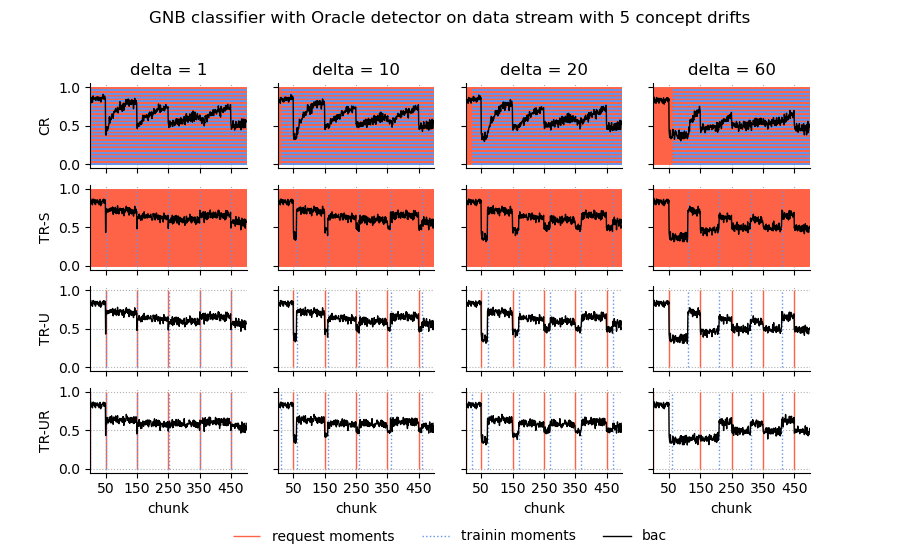 GNB classifier with Oracle detector on data stream with 5 concept drifts
delta = 1 delta = 10 delta = 20 delta = 60
1.0
CR 0.5
0.0
1.0
TR-S 0.5
0.0
1.0
TR-U 0.5
0.0
1.0
TR-UR 0.5
0.0
50 150 250 350 450 50 150 250 350 450 50 150 250 350 450 50 150 250 350 450
chunk chunk chunk chunk
request moments trainin moments bac